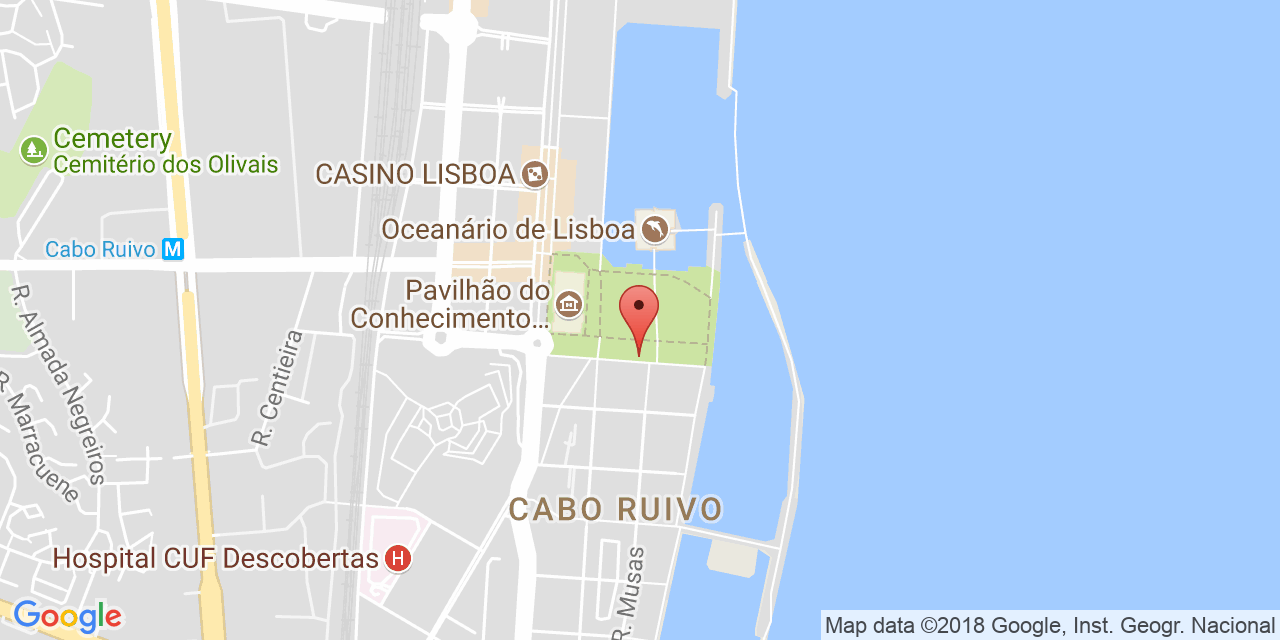 Cemetery
Cemitério dos Olivais
CASINO LISBOA
Oceanário de Lisboa
Cabo Ruivo M
Pavilhão do
Conhecimento...
R. Almada Negreiros
R. Centieira
R. Marracuene
CABO RUIVO
Hospital CUF Descobertas H
R. Musas
Google
Map data ©2018 Google, Inst. Geogr. Nacional